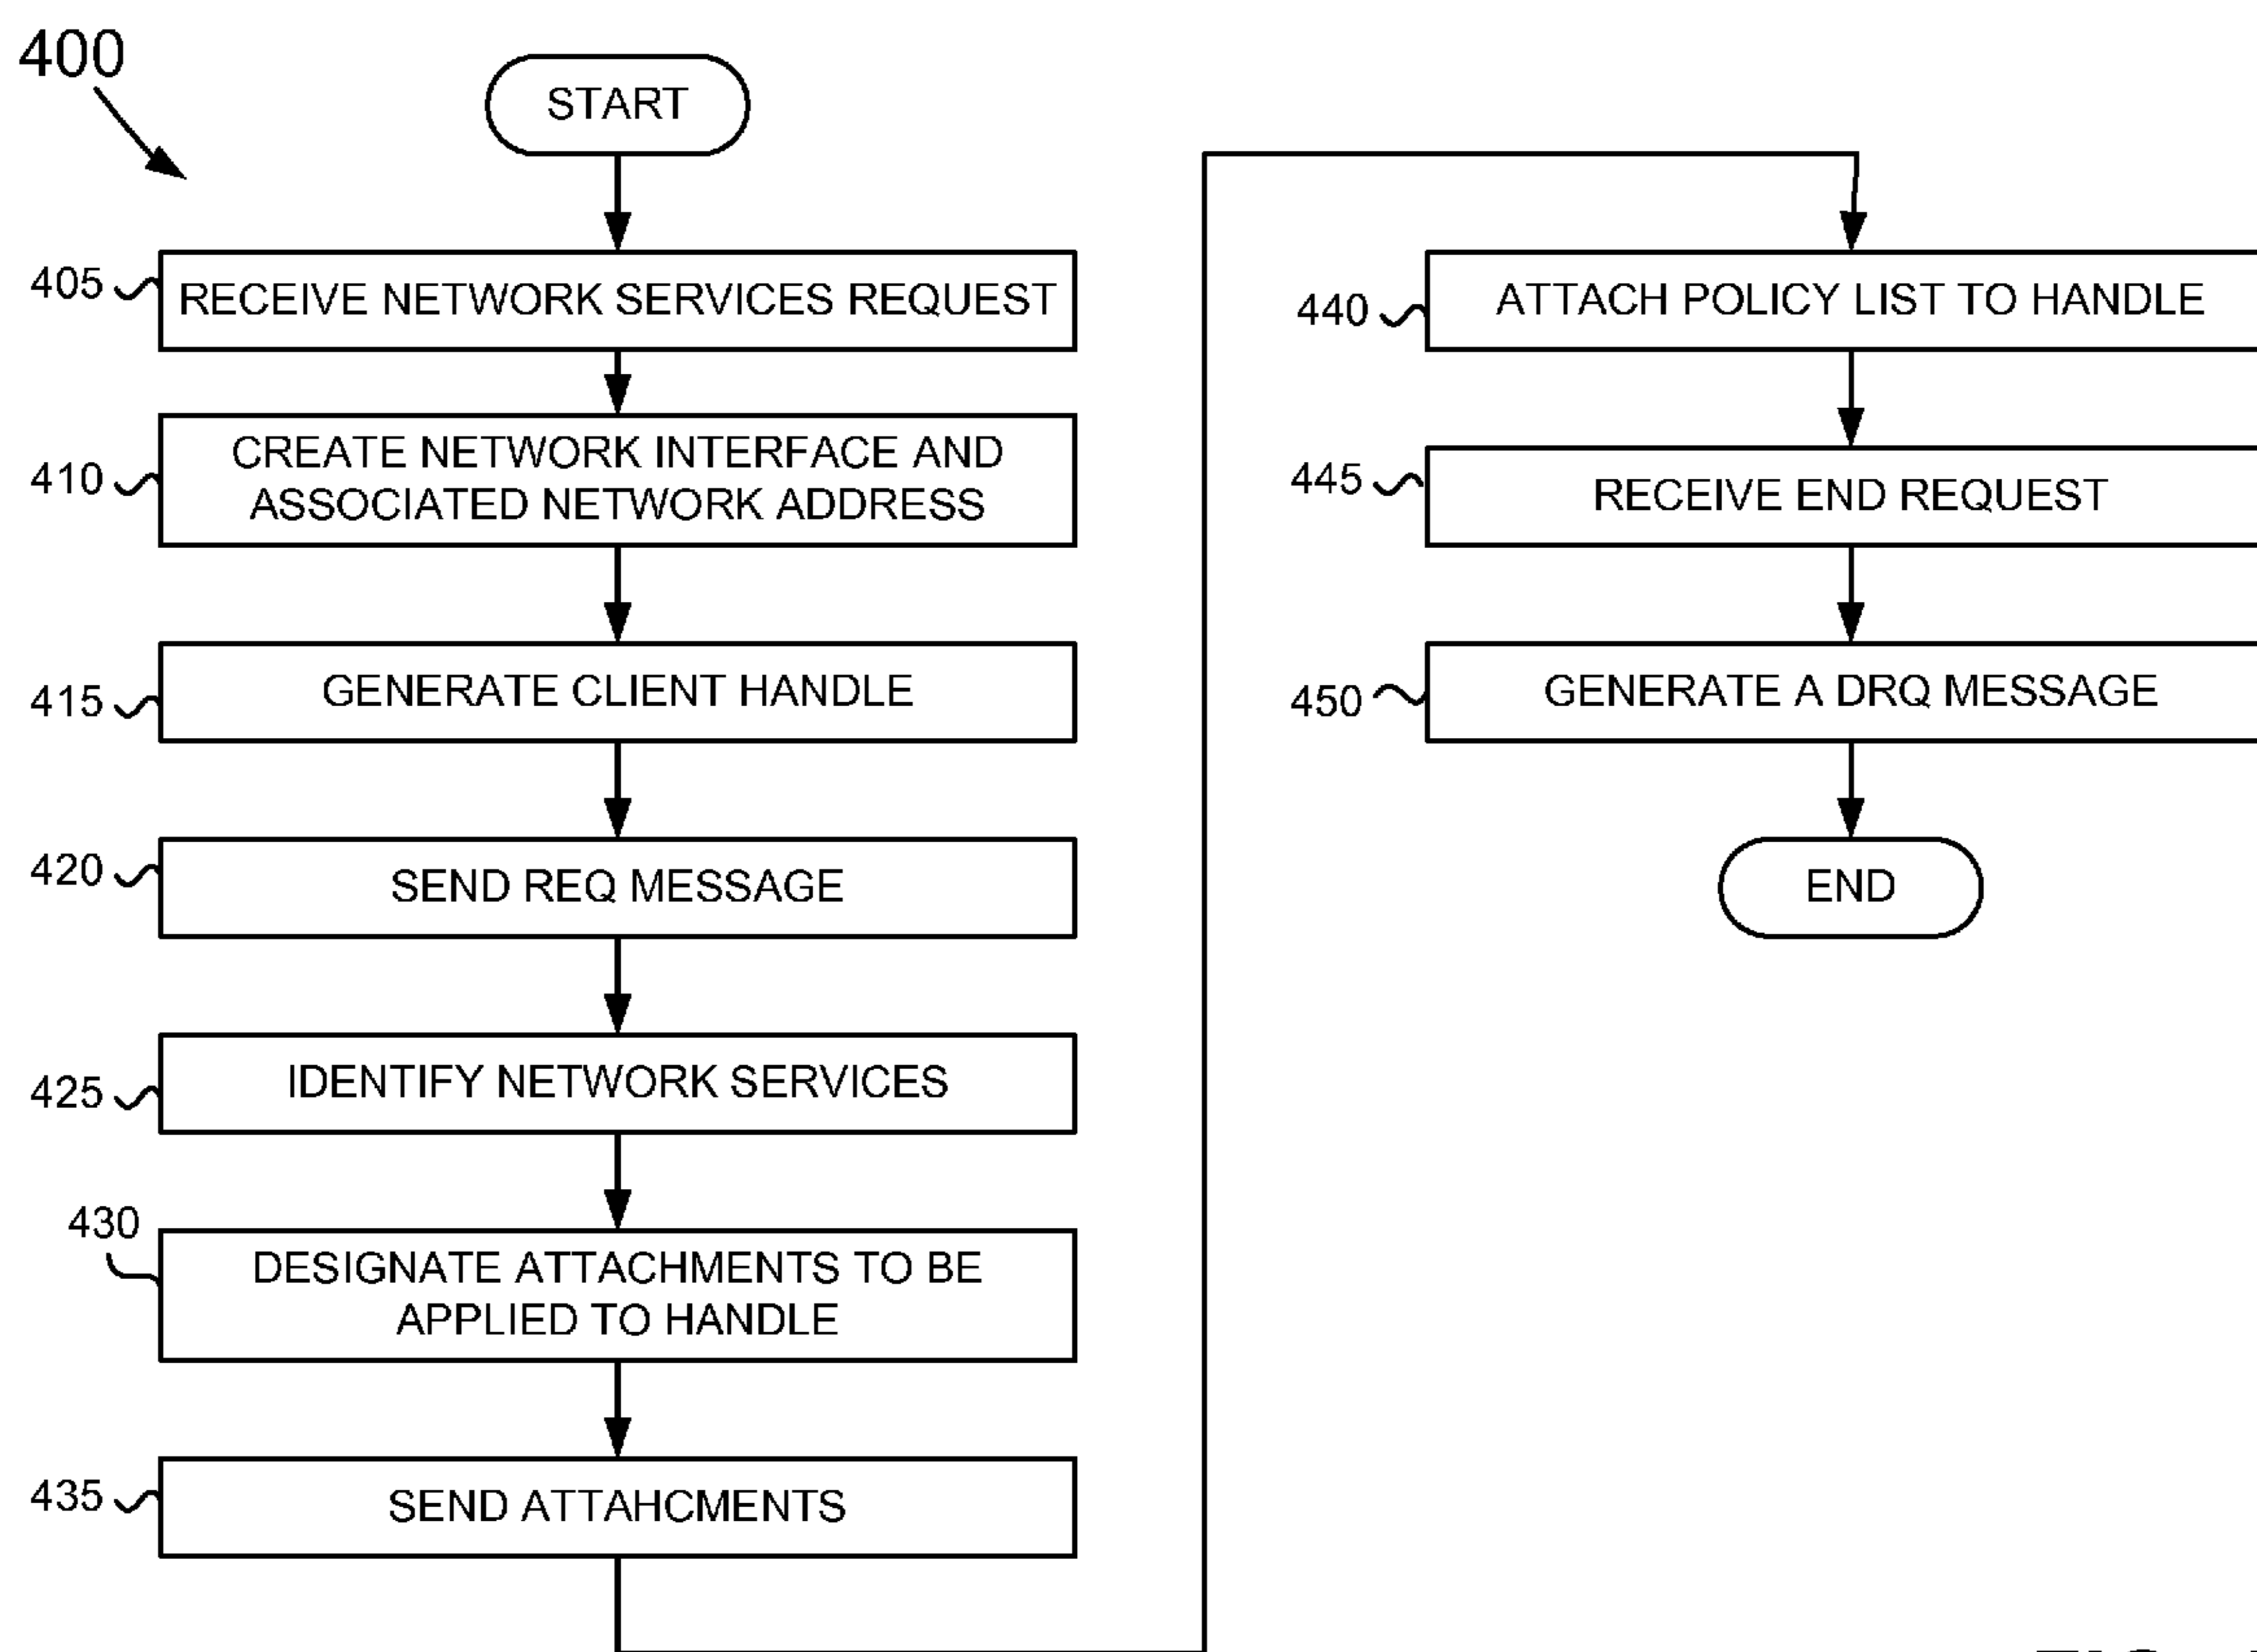 400
START
405
RECEIVE NETWORK SERVICES REQUEST
410
CREATE NETWORK INTERFACE AND
ASSOCIATED NETWORK ADDRESS
415
GENERATE CLIENT HANDLE
420
SEND REQ MESSAGE
425
IDENTIFY NETWORK SERVICES
430
DESIGNATE ATTACHMENTS TO BE
APPLIED TO HANDLE
435
SEND ATTAHCMENTS
440
ATTACH POLICY LIST TO HANDLE
445
RECEIVE END REQUEST
450
GENERATE A DRQ MESSAGE
END